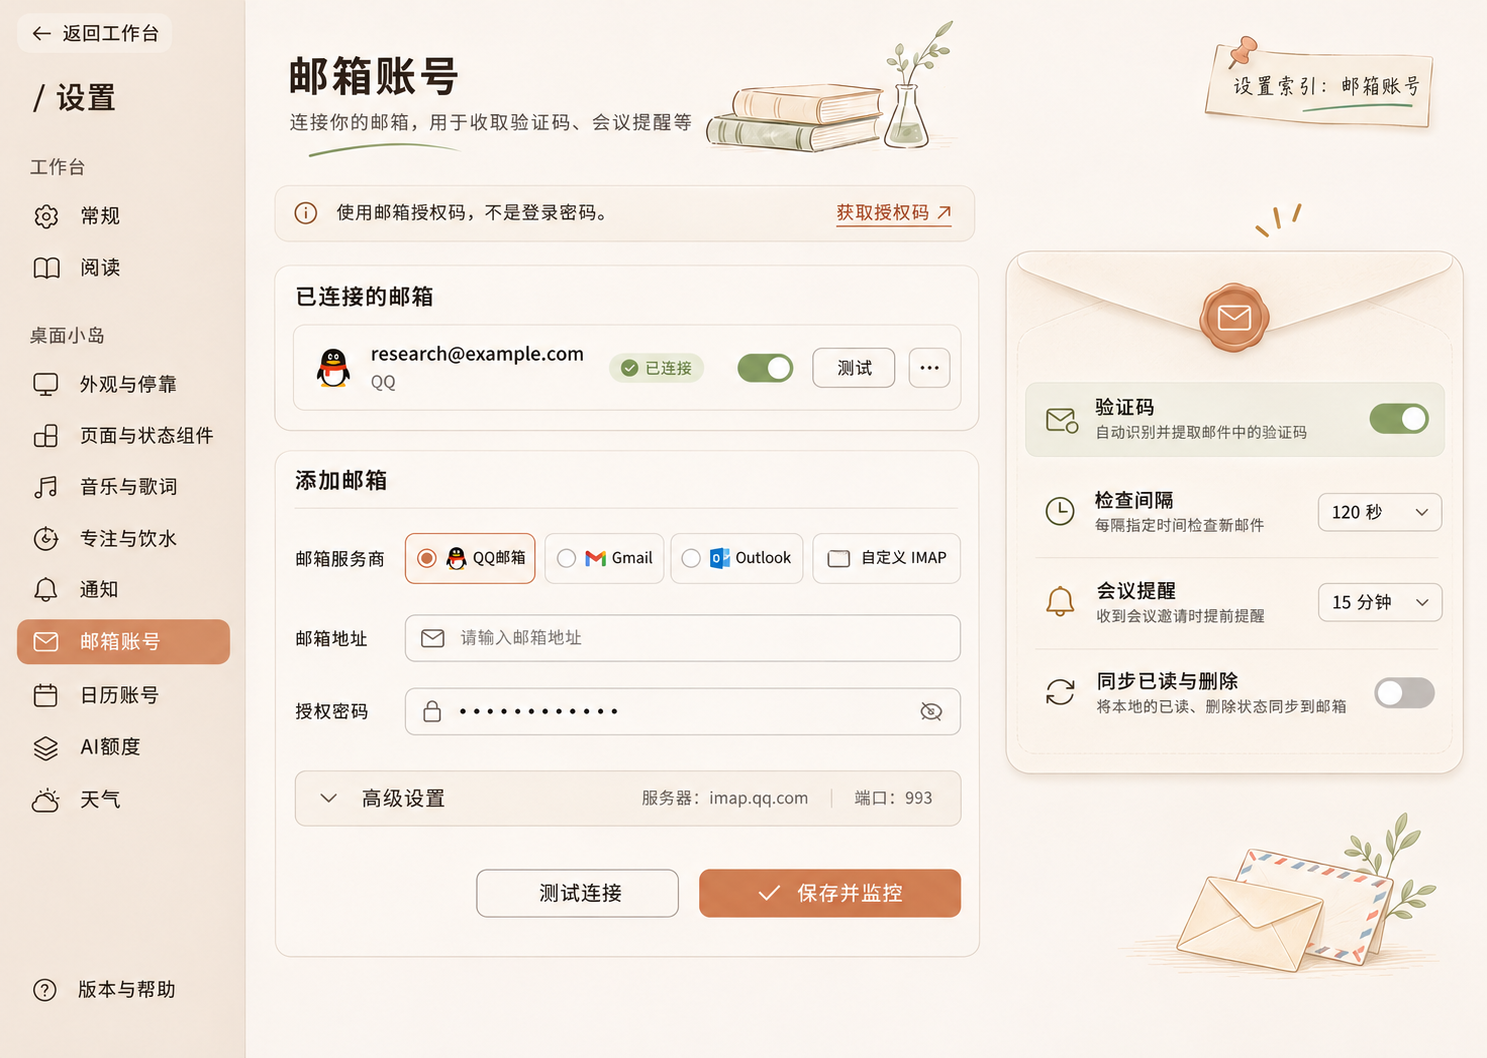 返回工作台
/ 设置
工作台
常规
阅读
桌面小岛
外观与停靠
页面与状态组件
音乐与歌词
专注与饮水
通知
邮箱账号
日历账号
AI额度
天气
版本与帮助
邮箱账号
连接你的邮箱，用于收取验证码、会议提醒等
设置索引：邮箱账号
使用邮箱授权码，不是登录密码。
获取授权码
已连接的邮箱
research@example.com
QQ
已连接
测试
添加邮箱
邮箱服务商
QQ邮箱
Gmail
Outlook
自定义 IMAP
邮箱地址
请输入邮箱地址
授权密码
高级设置
服务器：imap.qq.com
端口：993
测试连接
保存并监控
验证码
自动识别并提取邮件中的验证码
检查间隔
每隔指定时间检查新邮件
120 秒
会议提醒
收到会议邀请时提前提醒
15 分钟
同步已读与删除
将本地的已读、删除状态同步到邮箱